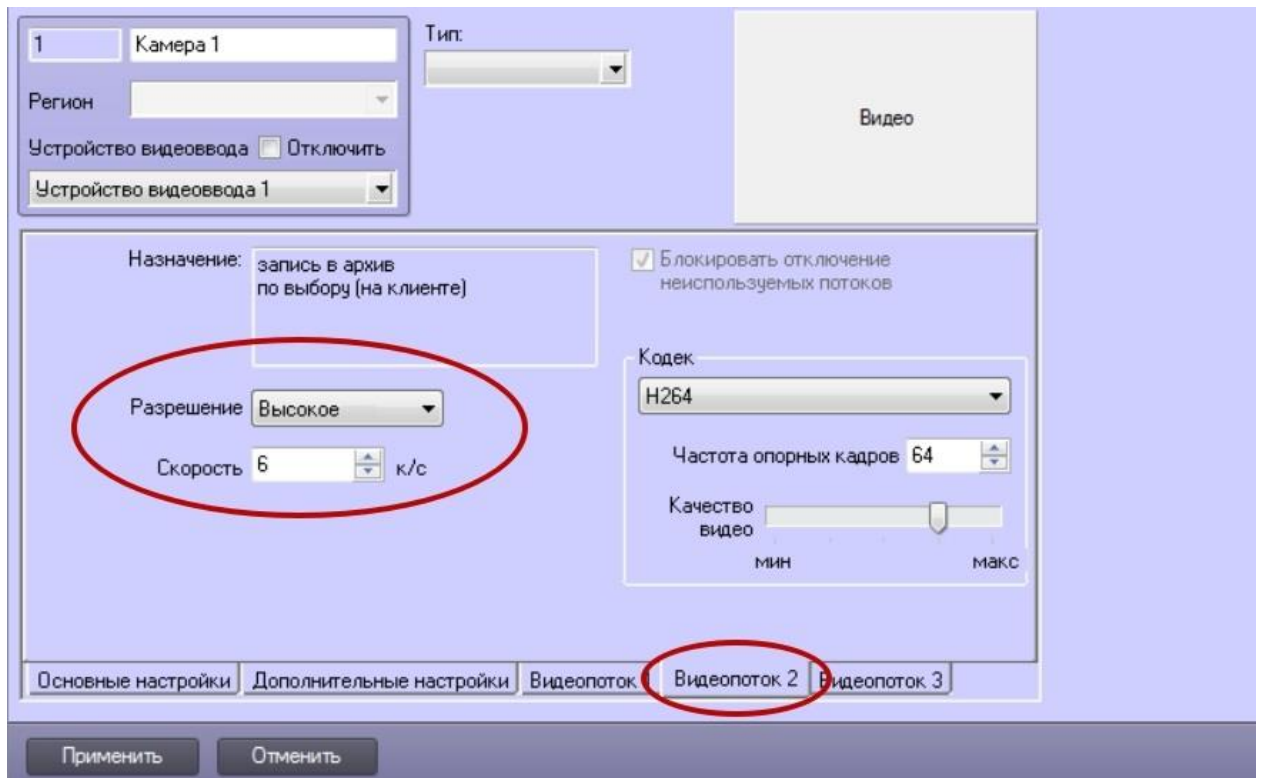 1
Камера 1
Тип:
Регион
Видео
Устройство видеоввода
Отключить
Устройство видеоввода 1
Назначение:
запись в архив
по выбору (на клиенте)
Блокировать отключение
неиспользуемых потоков
Кодек
Разрешение
Высокое
H264
Скорость
6
к/с
Частота опорных кадров
64
Качество
видео
мин
макс
Основные настройки
Дополнительные настройки
Видеопоток 1
Видеопоток 2
Видеопоток 3
Применить
Отменить